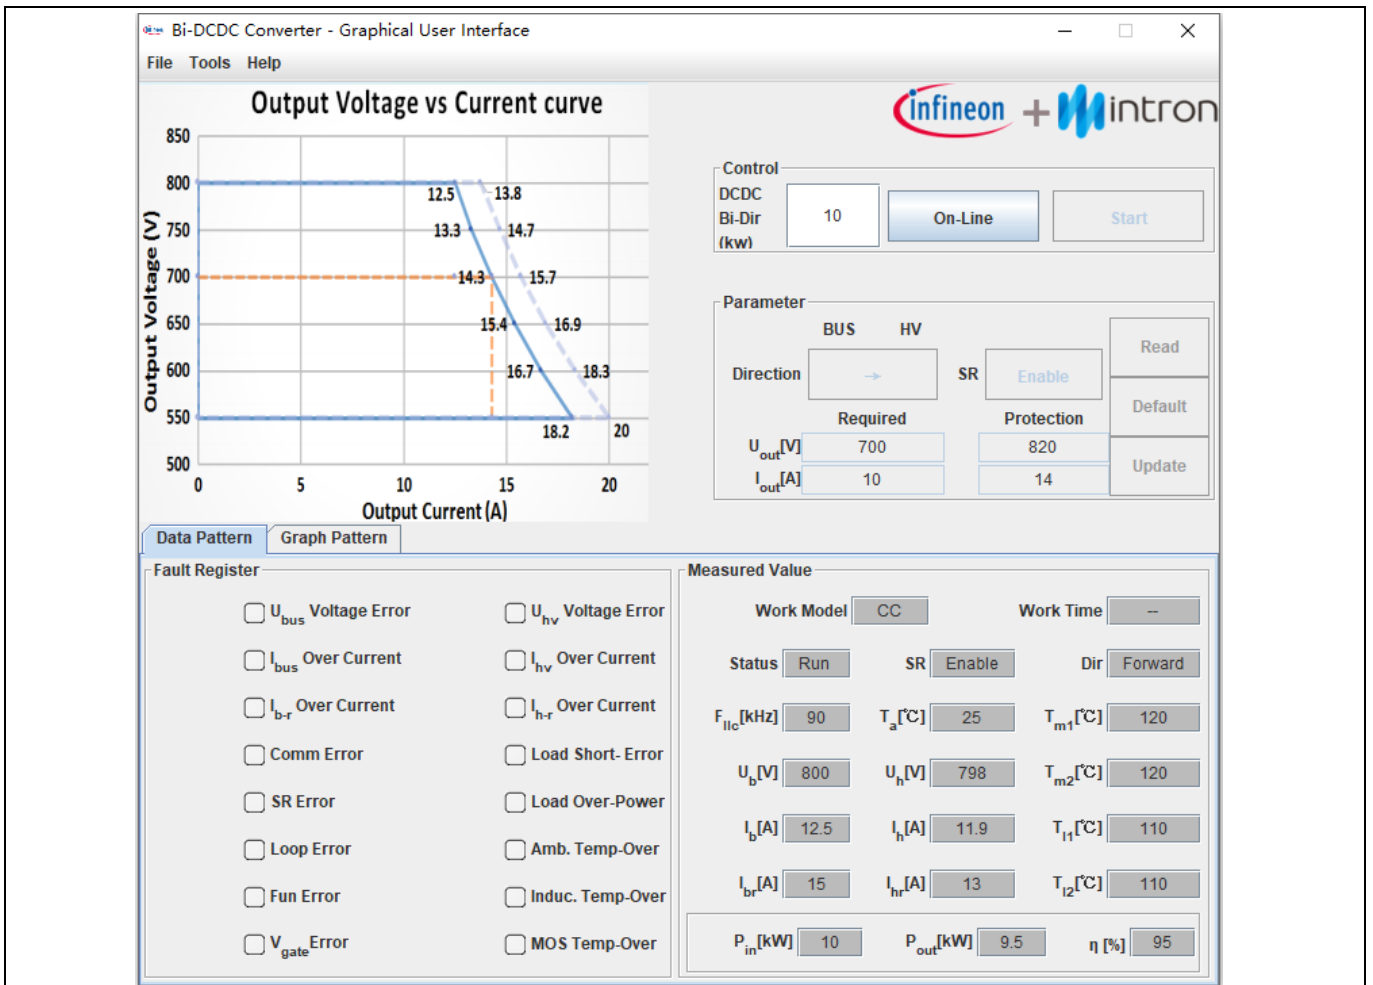 Bi-DCDC Converter - Graphical User Interface
File Tools Help
Output Voltage vs Current curve
infineon + intron
850
800
750
700
650
600
550
500
Output Voltage (V)
12.5 13.8
13.3 14.7
14.3 15.7
15.4 16.9
16.7 18.3
18.2 20
0 5 10 15 20
Output Current (A)
Control
DCDC
Bi-Dir
(kw)
10 On-Line Start
Parameter
BUS HV
Direction → SR Enable
Read
Default
Update
Required Protection
Uout[V] 700 820
Iout[A] 10 14
Data Pattern Graph Pattern
Fault Register
Ubus Voltage Error Uhv Voltage Error
Ibus Over Current Ihv Over Current
Ib-r Over Current Ih-r Over Current
Comm Error Load Short- Error
SR Error Load Over-Power
Loop Error Amb. Temp-Over
Fun Error Induc. Temp-Over
Vgate Error MOS Temp-Over
Measured Value
Work Model CC Work Time --
Status Run SR Enable Dir Forward
Fllc[kHz] 90 Ta[℃] 25 Tm1[℃] 120
Ub[V] 800 Uh[V] 798 Tm2[℃] 120
Ib[A] 12.5 Ih[A] 11.9 Tl1[℃] 110
Ibr[A] 15 Ihr[A] 13 Tl2[℃] 110
Pin[kW] 10 Pout[kW] 9.5 η [%] 95